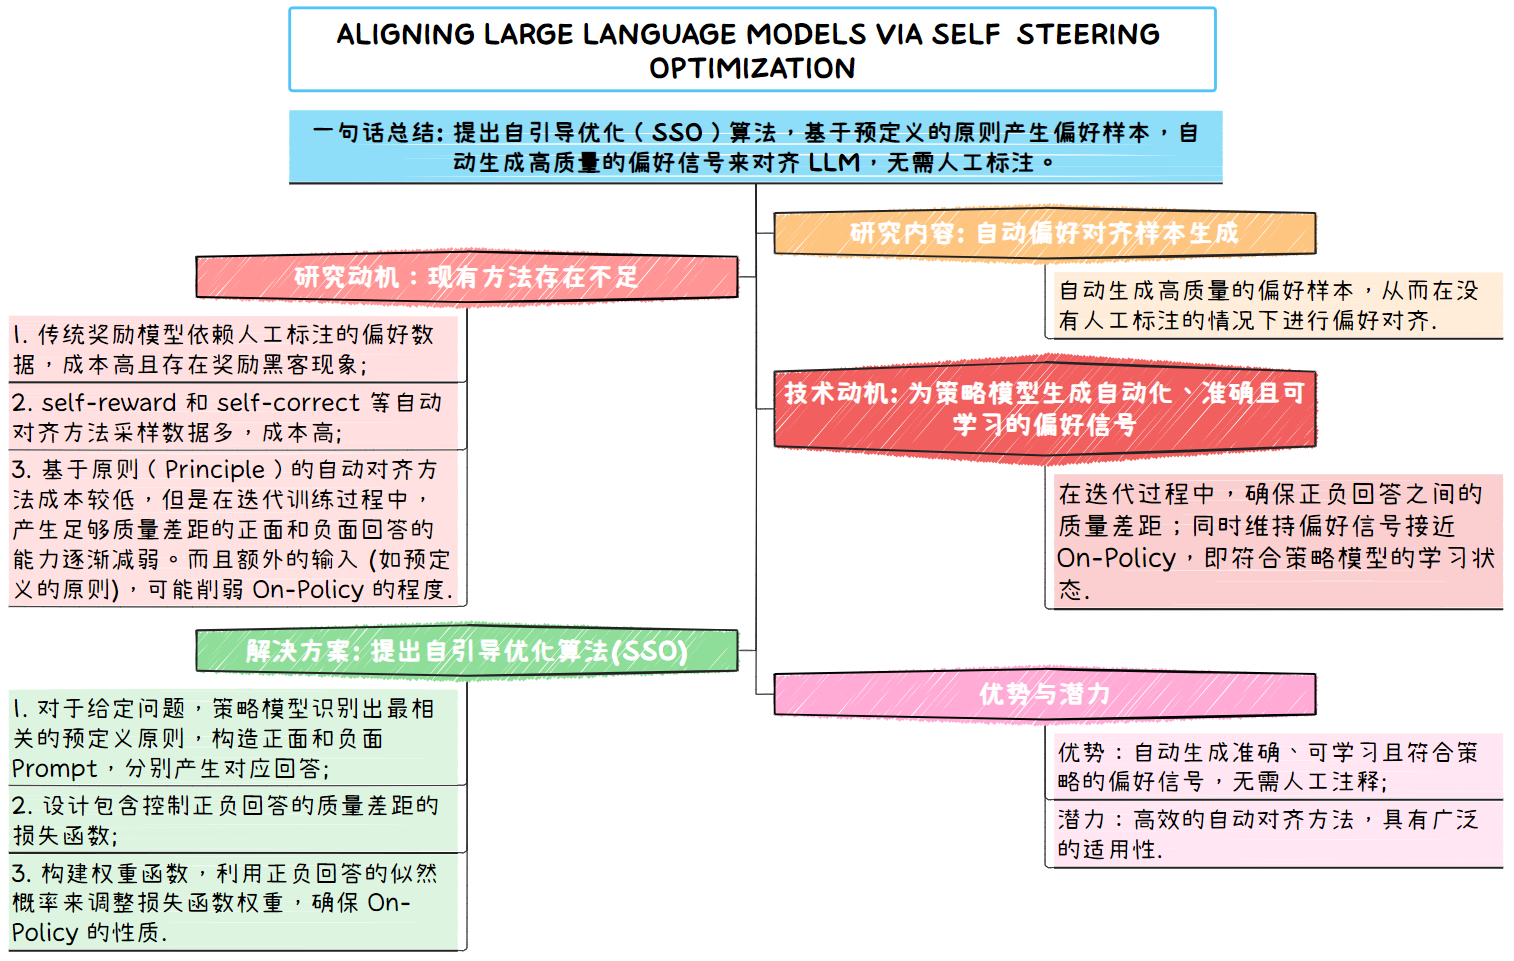 ALIGNING LARGE LANGUAGE MODELS VIA SELF STEERING
OPTIMIZATION
一句话总结: 提出自引导优化（SSO）算法，基于预定义的原则产生偏好样本，自
动生成高质量的偏好信号来对齐 LLM，无需人工标注。
研究动机：现有方法存在不足
1. 传统奖励模型依赖人工标注的偏好数
据，成本高且存在奖励黑客现象;
2. self-reward 和 self-correct 等自动
对齐方法采样数据多，成本高;
3. 基于原则（Principle）的自动对齐方
法成本较低，但是在迭代训练过程中，
产生足够质量差距的正面和负面回答的
能力逐渐减弱。而且额外的输入 (如预定
义的原则)，可能削弱 On-Policy 的程度.
解决方案: 提出自引导优化算法(SSO)
1. 对于给定问题，策略模型识别出最相
关的预定义原则，构造正面和负面
Prompt，分别产生对应回答;
2. 设计包含控制正负回答的质量差距的
损失函数;
3. 构建权重函数，利用正负回答的似然
概率来调整损失函数权重，确保 On-
Policy 的性质.
研究内容: 自动偏好对齐样本生成
自动生成高质量的偏好样本，从而在没
有人工标注的情况下进行偏好对齐.
技术动机: 为策略模型生成自动化、准确且可
学习的偏好信号
在迭代过程中，确保正负回答之间的
质量差距；同时维持偏好信号接近
On-Policy，即符合策略模型的学习状
态.
优势与潜力
优势：自动生成准确、可学习且符合策
略的偏好信号，无需人工注释;
潜力：高效的自动对齐方法，具有广泛
的适用性.